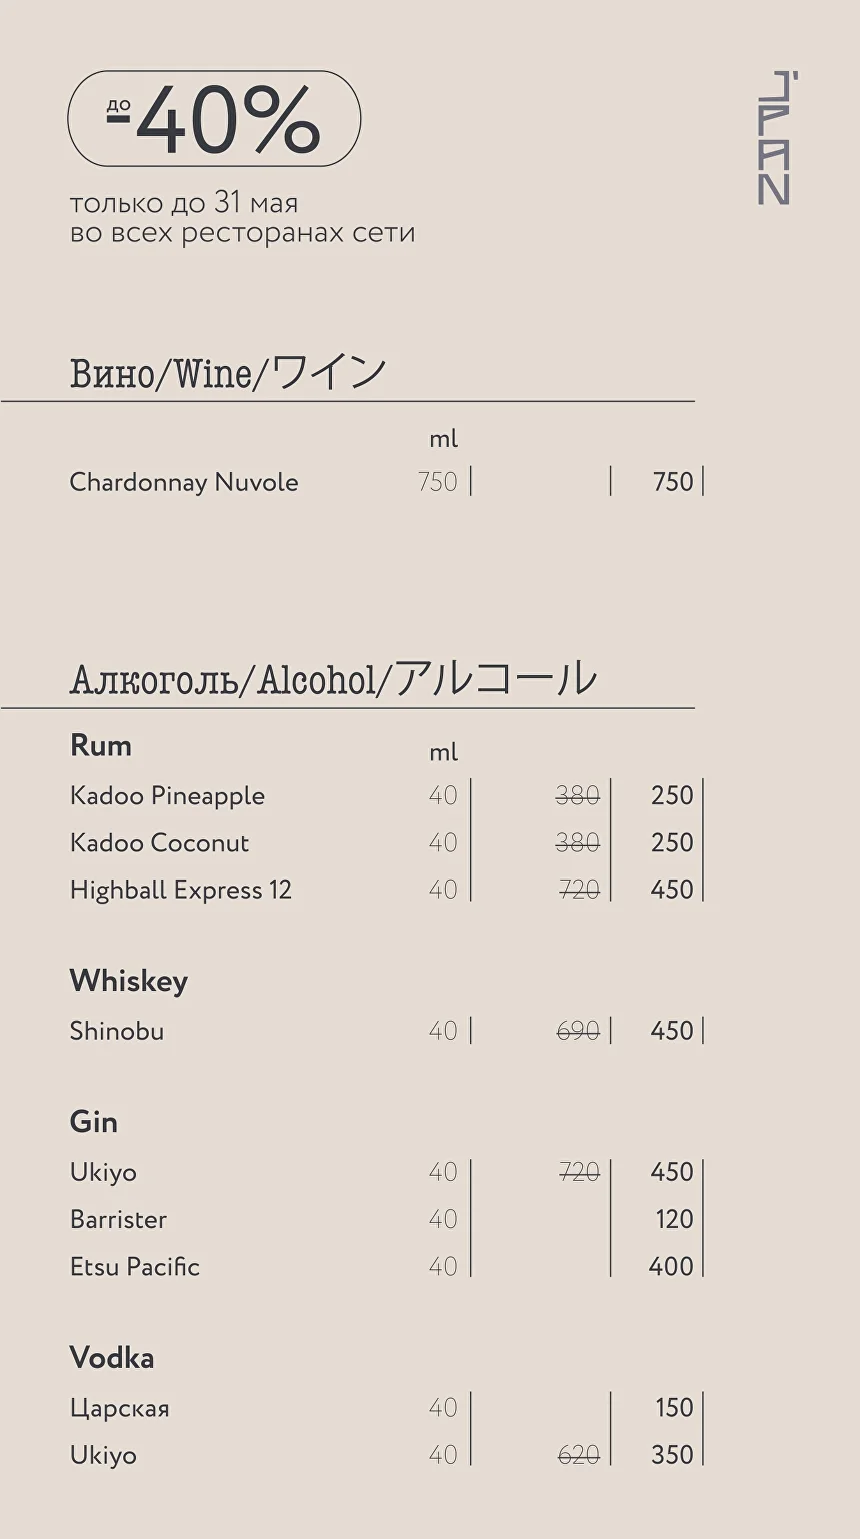 до
-40%
только до 31 мая
во всех ресторанах сети
J'PAN
Вино/Wine/ワイン
ml
Chardonnay Nuvole 750 750
Алкоголь/Alcohol/アルコール
Rum ml
Kadoo Pineapple 40 380 250
Kadoo Coconut 40 380 250
Highball Express 12 40 720 450
Whiskey
Shinobu 40 690 450
Gin
Ukiyo 40 720 450
Barrister 40 120
Etsu Pacific 40 400
Vodka
Царская 40 150
Ukiyo 40 620 350